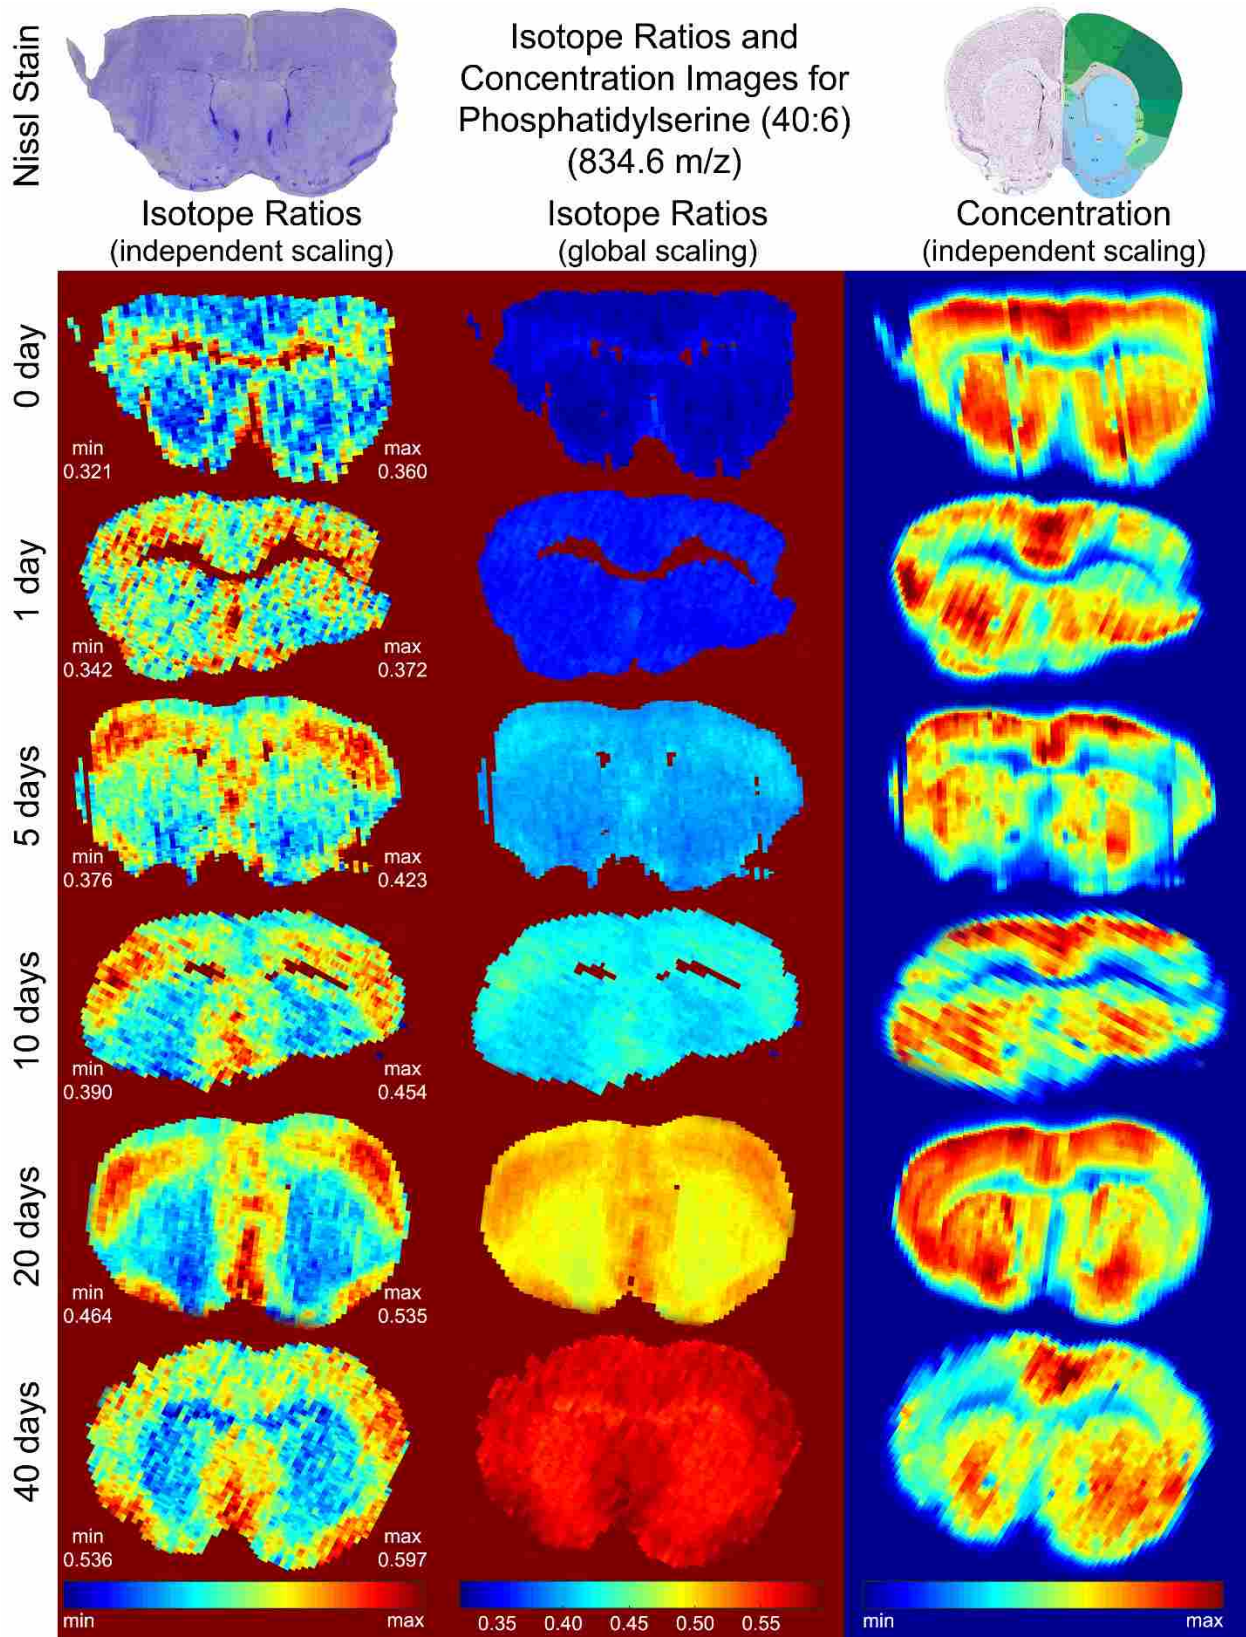 Nissl Stain
Isotope Ratios and
Concentration Images for
Phosphatidylserine (40:6)
(834.6 m/z)
Isotope Ratios
(independent scaling)
Isotope Ratios
(global scaling)
Concentration
(independent scaling)
0 day
min
0.321
max
0.360
1 day
min
0.342
max
0.372
5 days
min
0.376
max
0.423
10 days
min
0.390
max
0.454
20 days
min
0.464
max
0.535
40 days
min
0.536
max
0.597
min
max
0.35 0.40 0.45 0.50 0.55
min
max